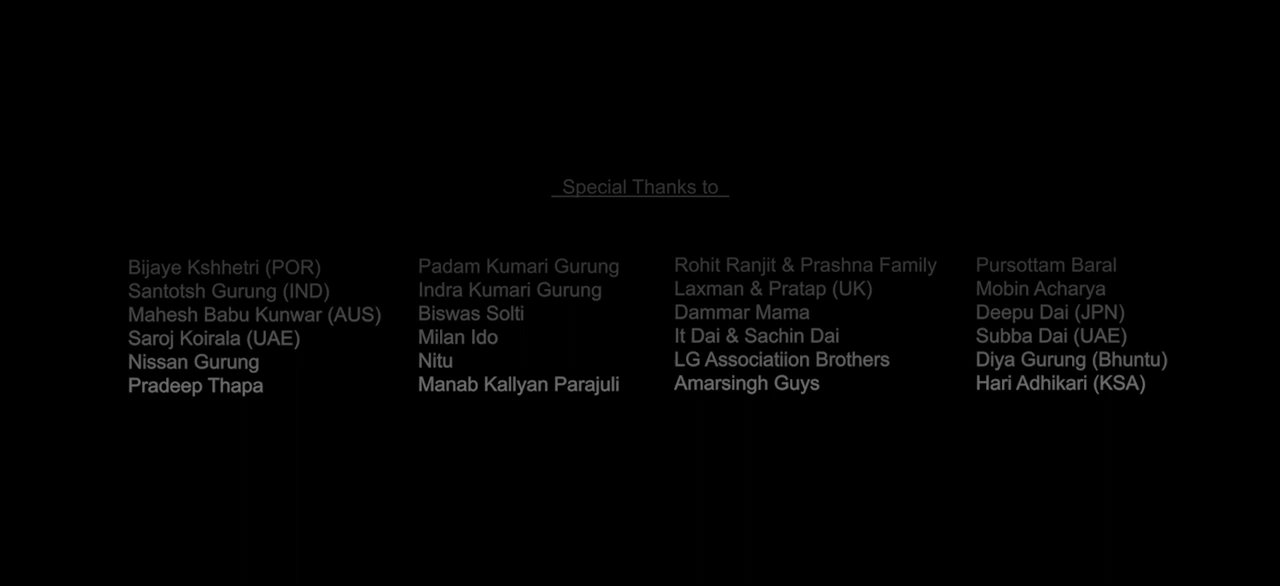 Special Thanks to
Bijaye Kshhetri (POR)
Santotsh Gurung (IND)
Mahesh Babu Kunwar (AUS)
Saroj Koirala (UAE)
Nissan Gurung
Pradeep Thapa
Padam Kumari Gurung
Indra Kumari Gurung
Biswas Solti
Milan Ido
Nitu
Manab Kallyan Parajuli
Rohit Ranjit & Prashna Family
Laxman & Pratap (UK)
Dammar Mama
It Dai & Sachin Dai
LG Associatiion Brothers
Amarsingh Guys
Pursottam Baral
Mobin Acharya
Deepu Dai (JPN)
Subba Dai (UAE)
Diya Gurung (Bhuntu)
Hari Adhikari (KSA)